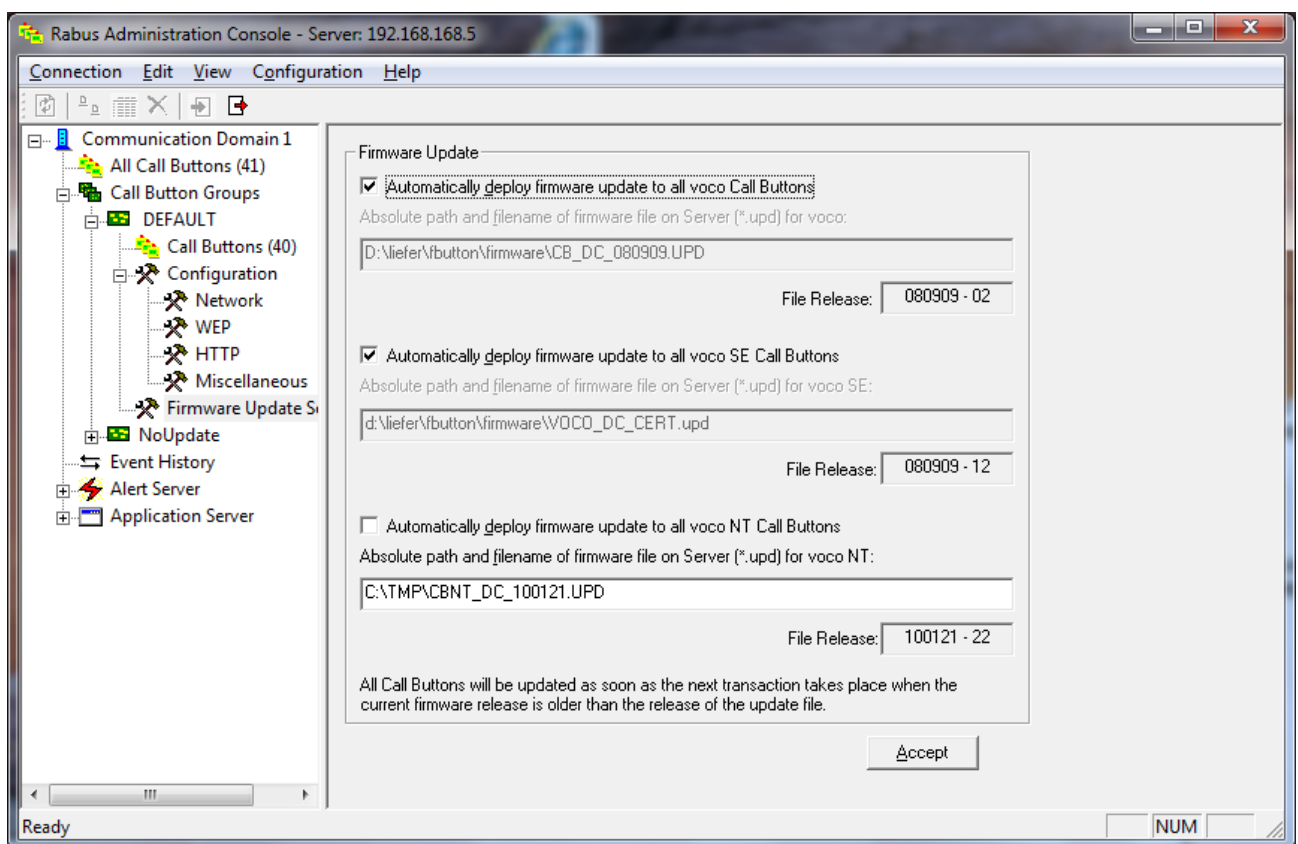 Rabus Administration Console - Server: 192.168.168.5
Connection Edit View Configuration Help
Communication Domain 1
All Call Buttons (41)
Call Button Groups
DEFAULT
Call Buttons (40)
Configuration
Network
WEP
HTTP
Miscellaneous
Firmware Update S
NoUpdate
Event History
Alert Server
Application Server
Firmware Update
Automatically deploy firmware update to all voco Call Buttons
Absolute path and filename of firmware file on Server (*.upd) for voco:
D:\liefer\fbutton\firmware\CB_DC_080909.UPD
File Release: 080909 - 02
Automatically deploy firmware update to all voco SE Call Buttons
Absolute path and filename of firmware file on Server (*.upd) for voco SE:
d:\liefer\fbutton\firmware\VOCO_DC_CERT.upd
File Release: 080909 - 12
Automatically deploy firmware update to all voco NT Call Buttons
Absolute path and filename of firmware file on Server (*.upd) for voco NT:
C:\TMP\CBNT_DC_100121.UPD
File Release: 100121 - 22
All Call Buttons will be updated as soon as the next transaction takes place when the
current firmware release is older than the release of the update file.
Accept
Ready
NUM